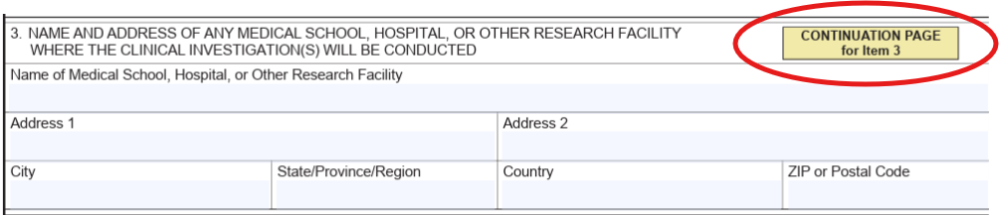 3. NAME AND ADDRESS OF ANY MEDICAL SCHOOL, HOSPITAL, OR OTHER RESEARCH FACILITY
WHERE THE CLINICAL INVESTIGATION(S) WILL BE CONDUCTED
CONTINUATION PAGE
for Item 3
Name of Medical School, Hospital, or Other Research Facility
Address 1
Address 2
City
State/Province/Region
Country
ZIP or Postal Code